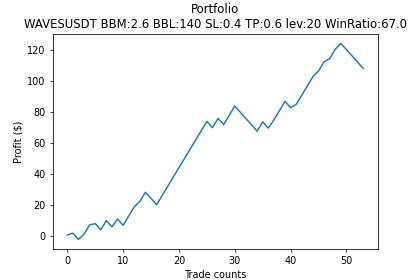 Portfolio
WAVESUSDT BBM:2.6 BBL:140 SL:0.4 TP:0.6 lev:20 WinRatio:67.0
120
100
80
60
40
20
0
Profit ($)
0 10 20 30 40 50
Trade counts